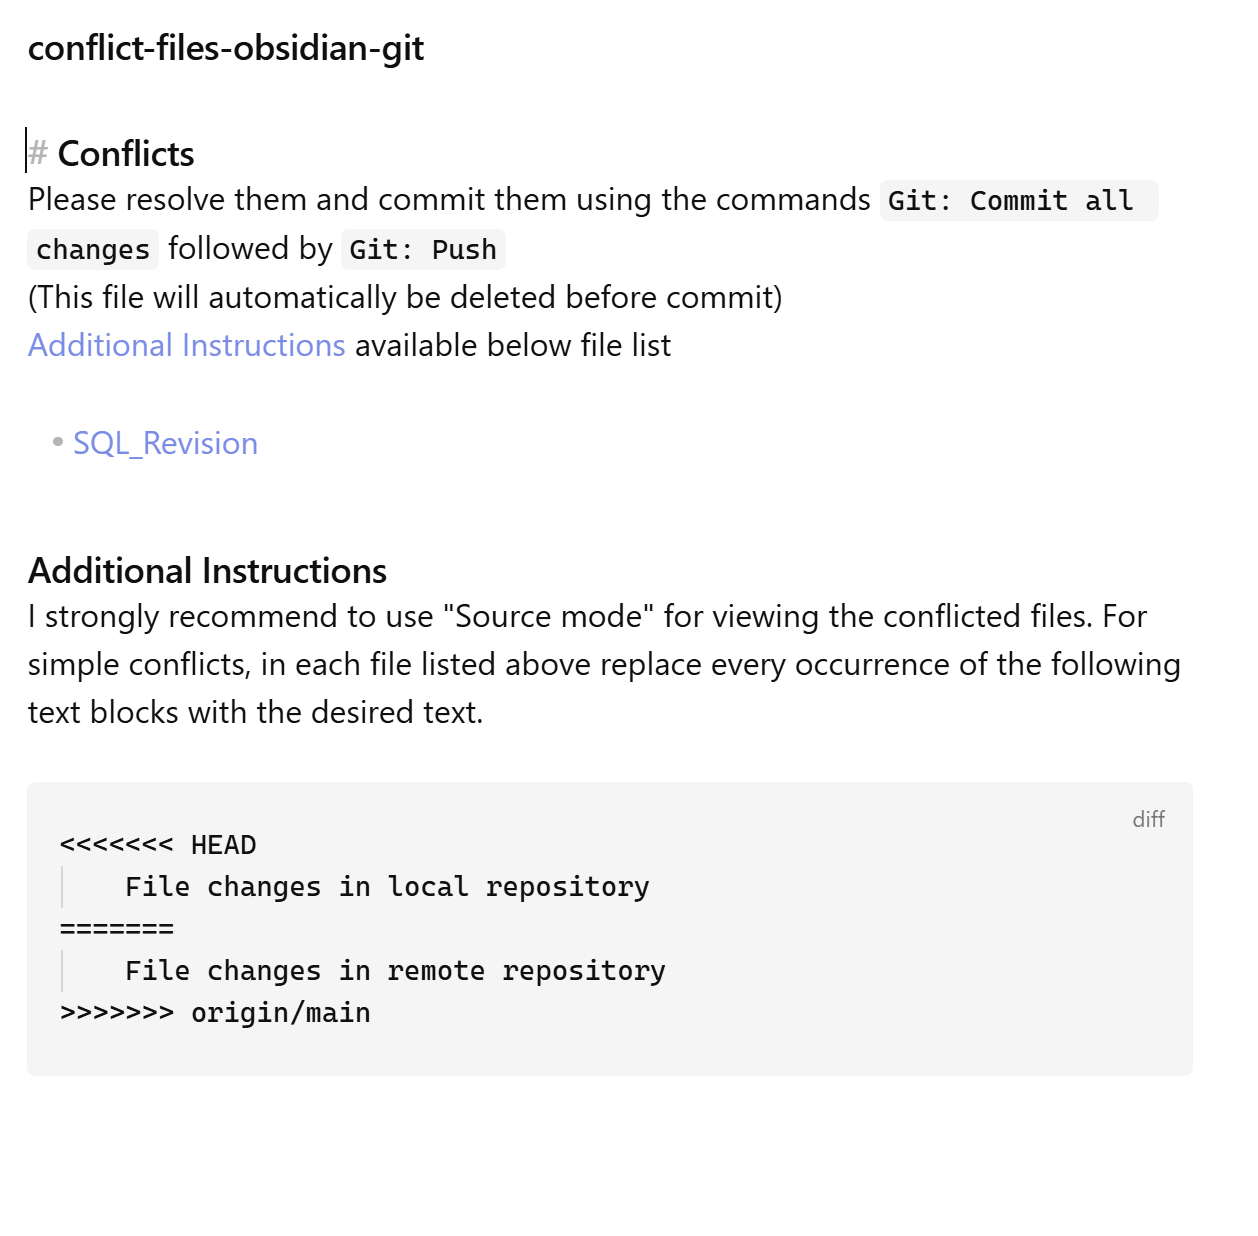 conflict-files-obsidian-git
# Conflicts
Please resolve them and commit them using the commands Git: Commit all
changes followed by Git: Push
(This file will automatically be deleted before commit)
Additional Instructions available below file list
• SQL_Revision
Additional Instructions
I strongly recommend to use "Source mode" for viewing the conflicted files. For
simple conflicts, in each file listed above replace every occurrence of the following
text blocks with the desired text.
diff
<<<<<<< HEAD
    File changes in local repository
=======
    File changes in remote repository
>>>>>>> origin/main